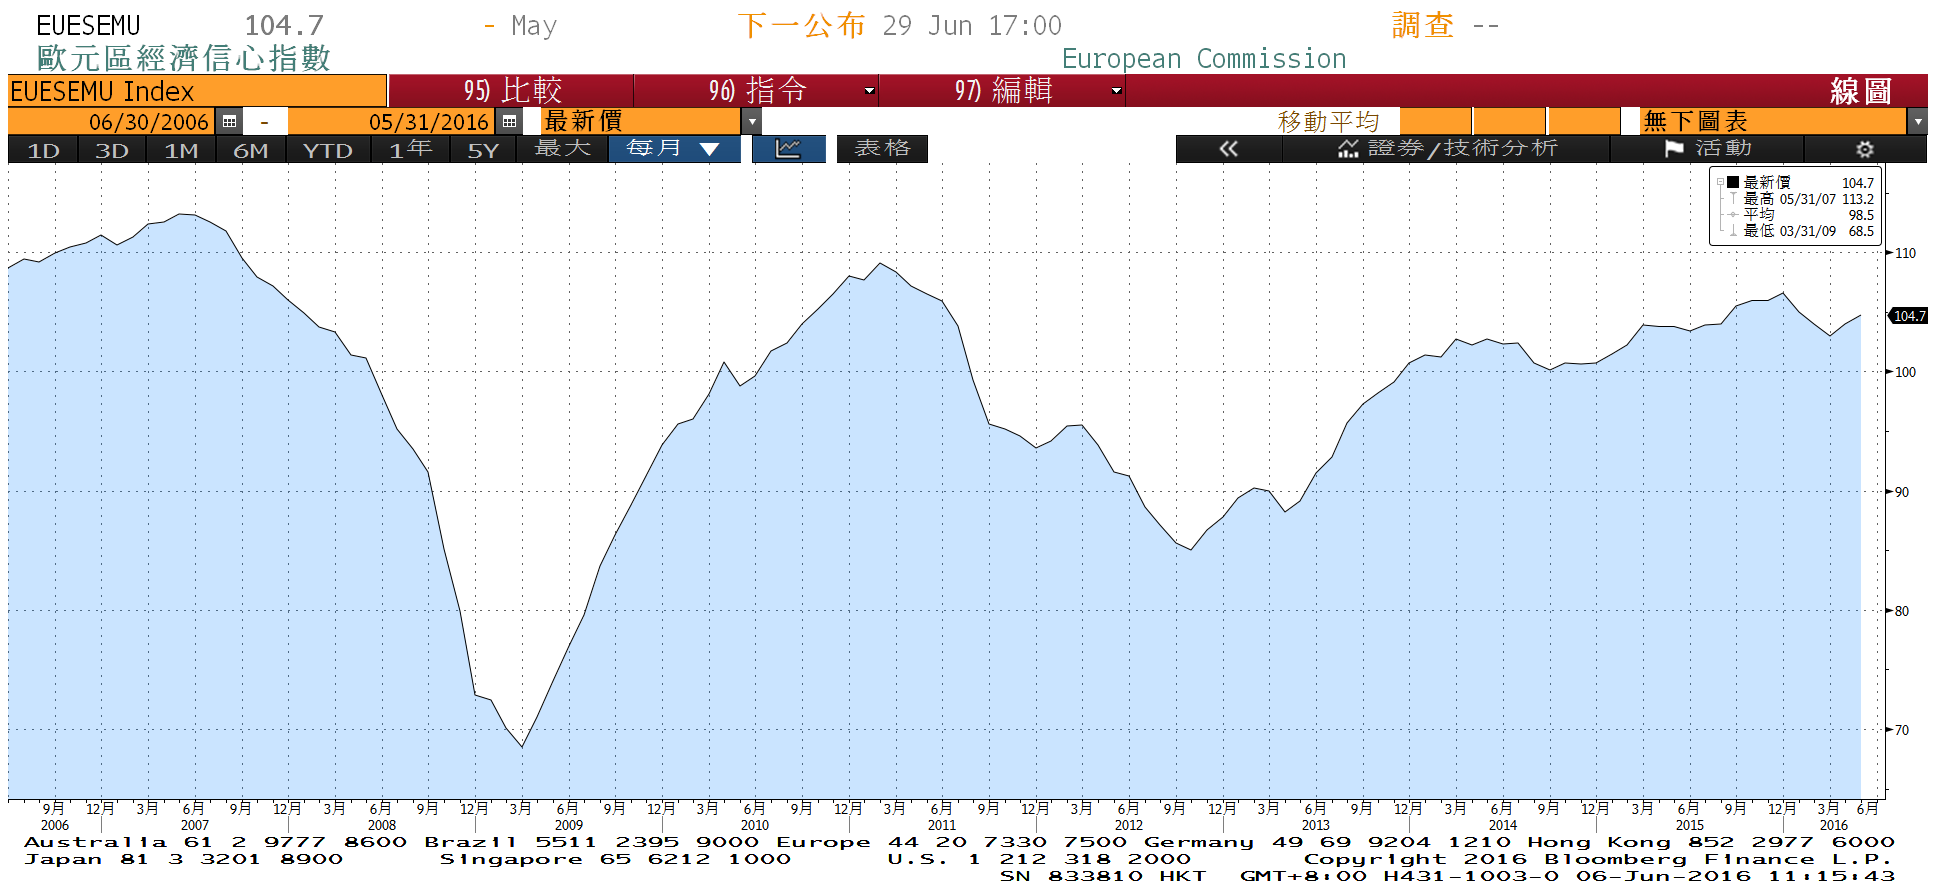 EUESEMU 104.7 - May 下一公布 29 Jun 17:00 調查 --
歐元區經濟信心指數 European Commission
EUESEMU Index 95) 比較 96) 指令 97) 編輯 線圖
06/30/2006 - 05/31/2016 最新價 移動平均 無下圖表
1D 3D 1M 6M YTD 1年 5Y 最大 每月 ▼ 表格 « 證券/技術分析 活動
最新價 104.7
最高 05/31/07 113.2
平均 98.5
最低 03/31/09 68.5
110
104.7
100
90
80
70
9月 12月 3月 6月 9月 12月 3月 6月 9月 12月 3月 6月 9月 12月 3月 6月 9月 12月 3月 6月 9月 12月 3月 6月 9月 12月 3月 6月 9月 12月 3月 6月 9月 12月 3月 6月 9月 12月 3月 6月
2006 2007 2008 2009 2010 2011 2012 2013 2014 2015 2016
Australia 61 2 9777 8600 Brazil 5511 2395 9000 Europe 44 20 7330 7500 Germany 49 69 9204 1210 Hong Kong 852 2977 6000
Japan 81 3 3201 8900 Singapore 65 6212 1000 U.S. 1 212 318 2000 Copyright 2016 Bloomberg Finance L.P.
SN 833810 HKT GMT+8:00 H431-1003-0 06-Jun-2016 11:15:43